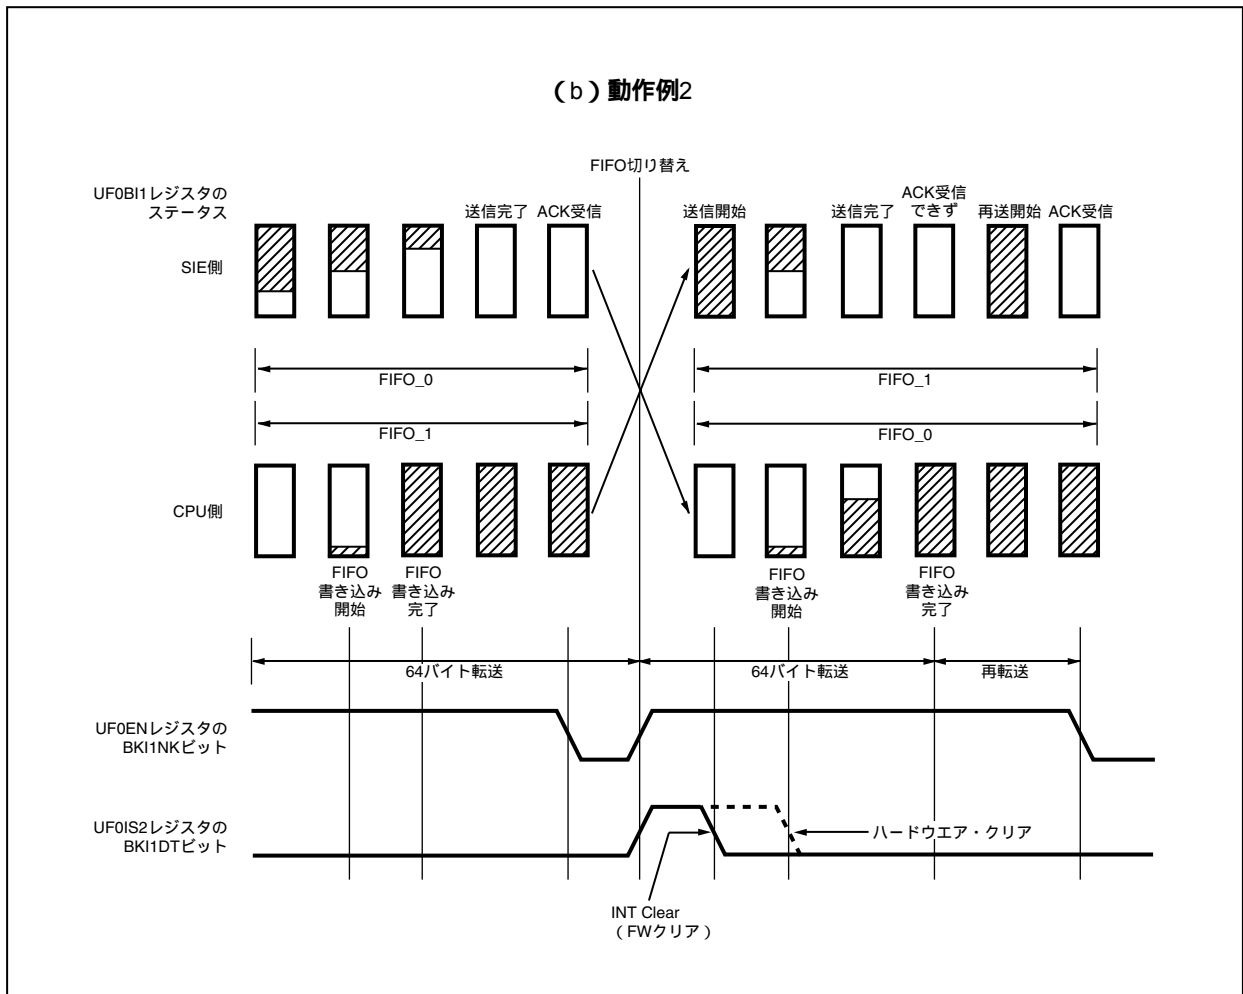 （b）動作例2
FIFO切り替え
UF0BI1レジスタの
ステータス
送信完了
ACK受信
送信開始
送信完了
ACK受信
できず
再送開始
ACK受信
SIE側
FIFO_0
FIFO_1
FIFO_1
FIFO_0
CPU側
FIFO
書き込み
開始
FIFO
書き込み
完了
FIFO
書き込み
開始
FIFO
書き込み
完了
64バイト転送
64バイト転送
再転送
UF0ENレジスタの
BKI1NKビット
UF0IS2レジスタの
BKI1DTビット
ハードウエア・クリア
INT Clear
（FWクリア）